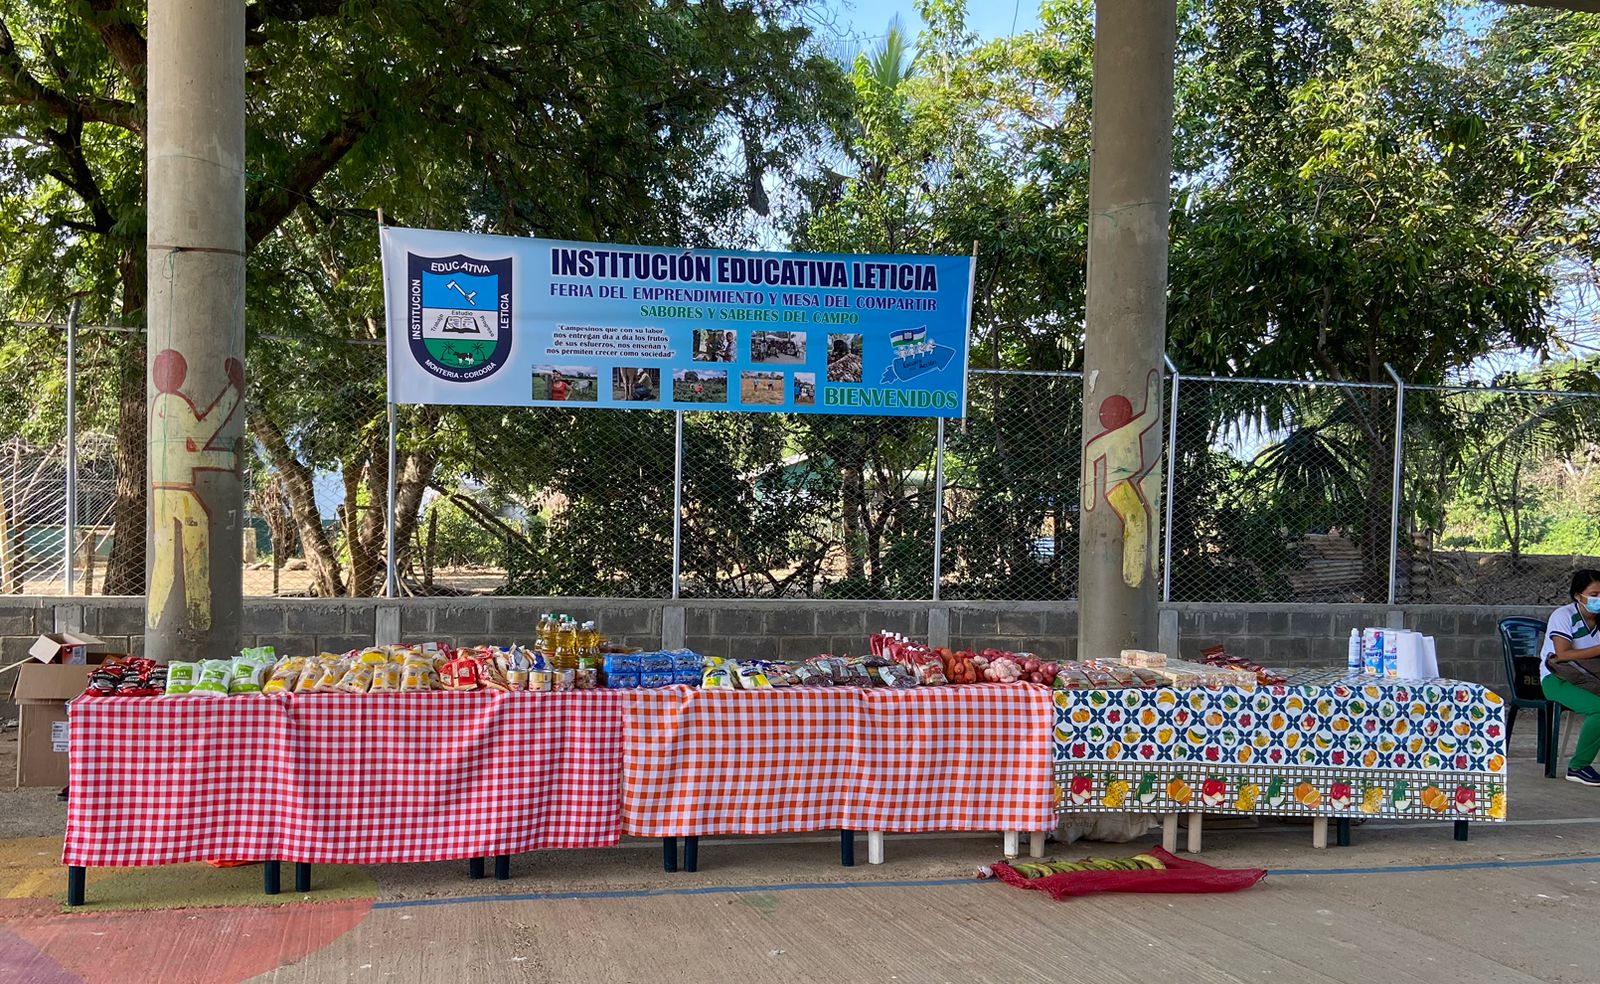 INSTITUCIÓN EDUCATIVA LETICIA
FERIA DEL EMPRENDIMIENTO Y MESA DEL COMPARTIR
SABORES Y SABERES DEL CAMPO
"Campesinos que con su labor
nos entregan día a día los frutos
de sus esfuerzos, nos enseñan y
nos permiten crecer como sociedad"
BIENVENIDOS
INSTITUCION
EDUCATIVA
LETICIA
Trabajo
Estudio
Progreso
MONTERIA - CORDOBA